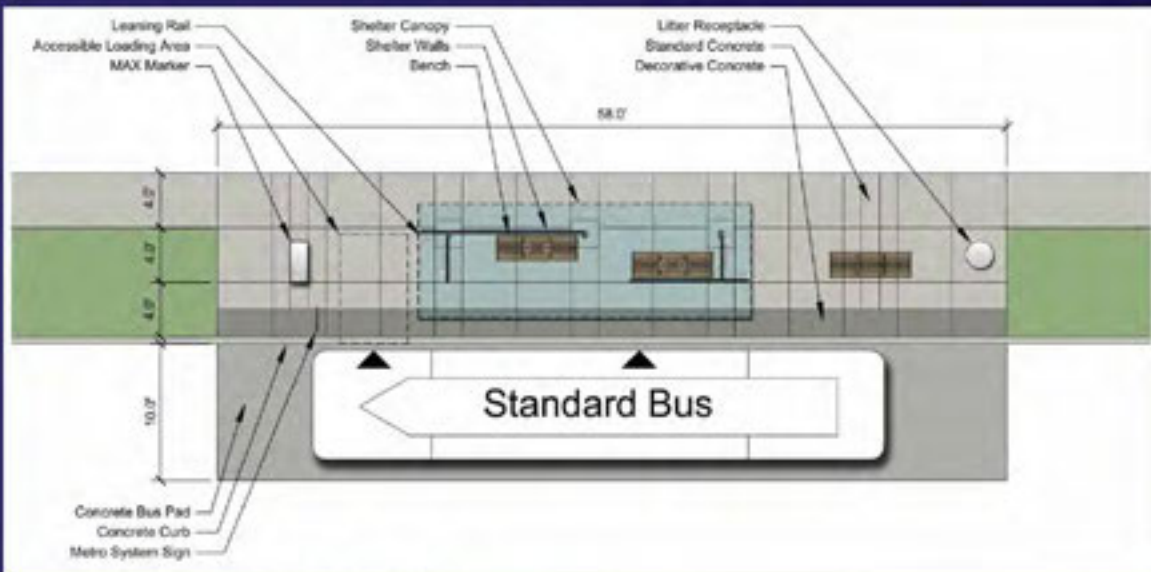 Leaning Rail
Accessible Loading Area
MAX Marker
Shelter Canopy
Shelter Walls
Bench
Litter Receptacle
Standard Concrete
Decorative Concrete
58.0'
4.0'
4.0'
4.0'
10.0'
Standard Bus
Concrete Bus Pad
Concrete Curb
Metro System Sign